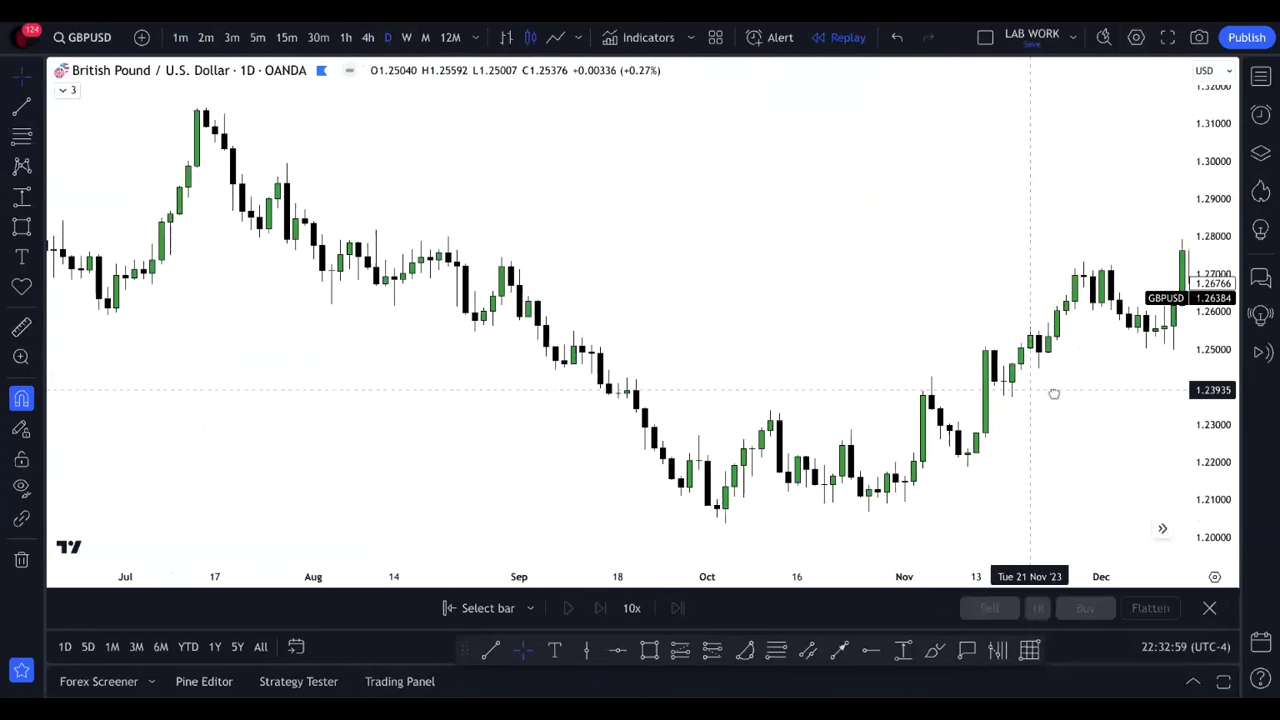 124
GBPUSD
1m 2m 3m 5m 15m 30m 1h 4h D W M 12M
Indicators
Alert
Replay
LAB WORK
Save
Publish
British Pound / U.S. Dollar · 1D · OANDA
O1.25040 H1.25592 L1.25007 C1.25376 +0.00336 (+0.27%)
USD
3
1.32000
1.31000
1.30000
1.29000
1.28000
1.27000
1.26766
GBPUSD 1.26384
1.26000
1.25000
1.23935
1.23000
1.22000
1.21000
1.20000
Jul 17 Aug 14 Sep 18 Oct 16 Nov 13 Tue 21 Nov '23 Dec
Select bar
10x
Sell
1R
Buy
Flatten
1D 5D 1M 3M 6M YTD 1Y 5Y All
22:32:59 (UTC-4)
Forex Screener
Pine Editor
Strategy Tester
Trading Panel